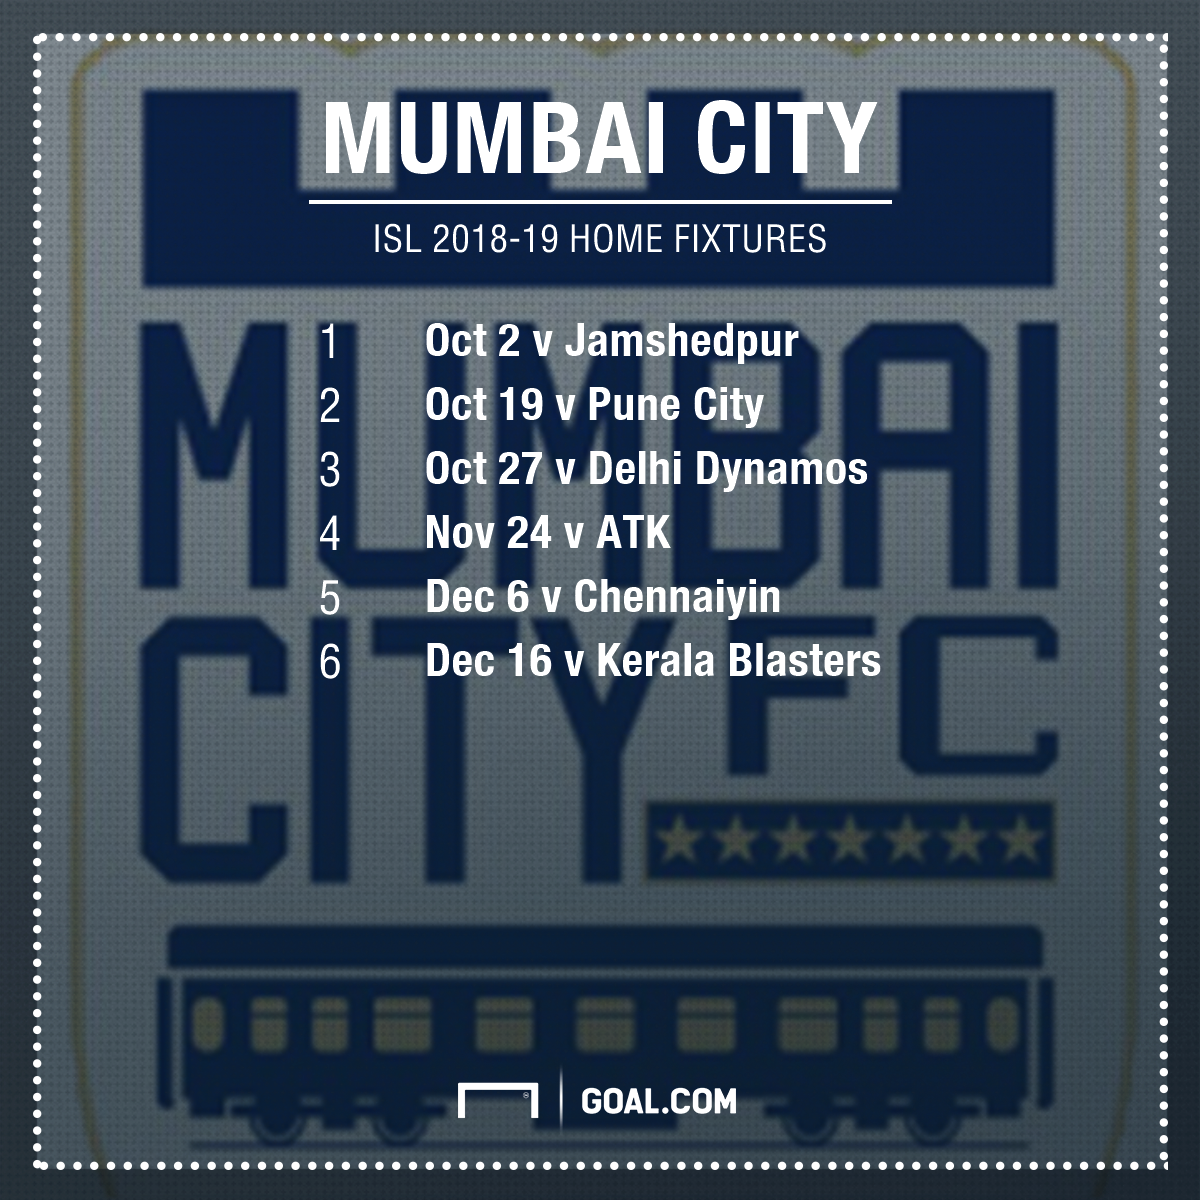 MUMBAI CITY
ISL 2018-19 HOME FIXTURES
1 Oct 2 v Jamshedpur
2 Oct 19 v Pune City
3 Oct 27 v Delhi Dynamos
4 Nov 24 v ATK
5 Dec 6 v Chennaiyin
6 Dec 16 v Kerala Blasters
MUMBAI
CITY FC
GOAL.COM